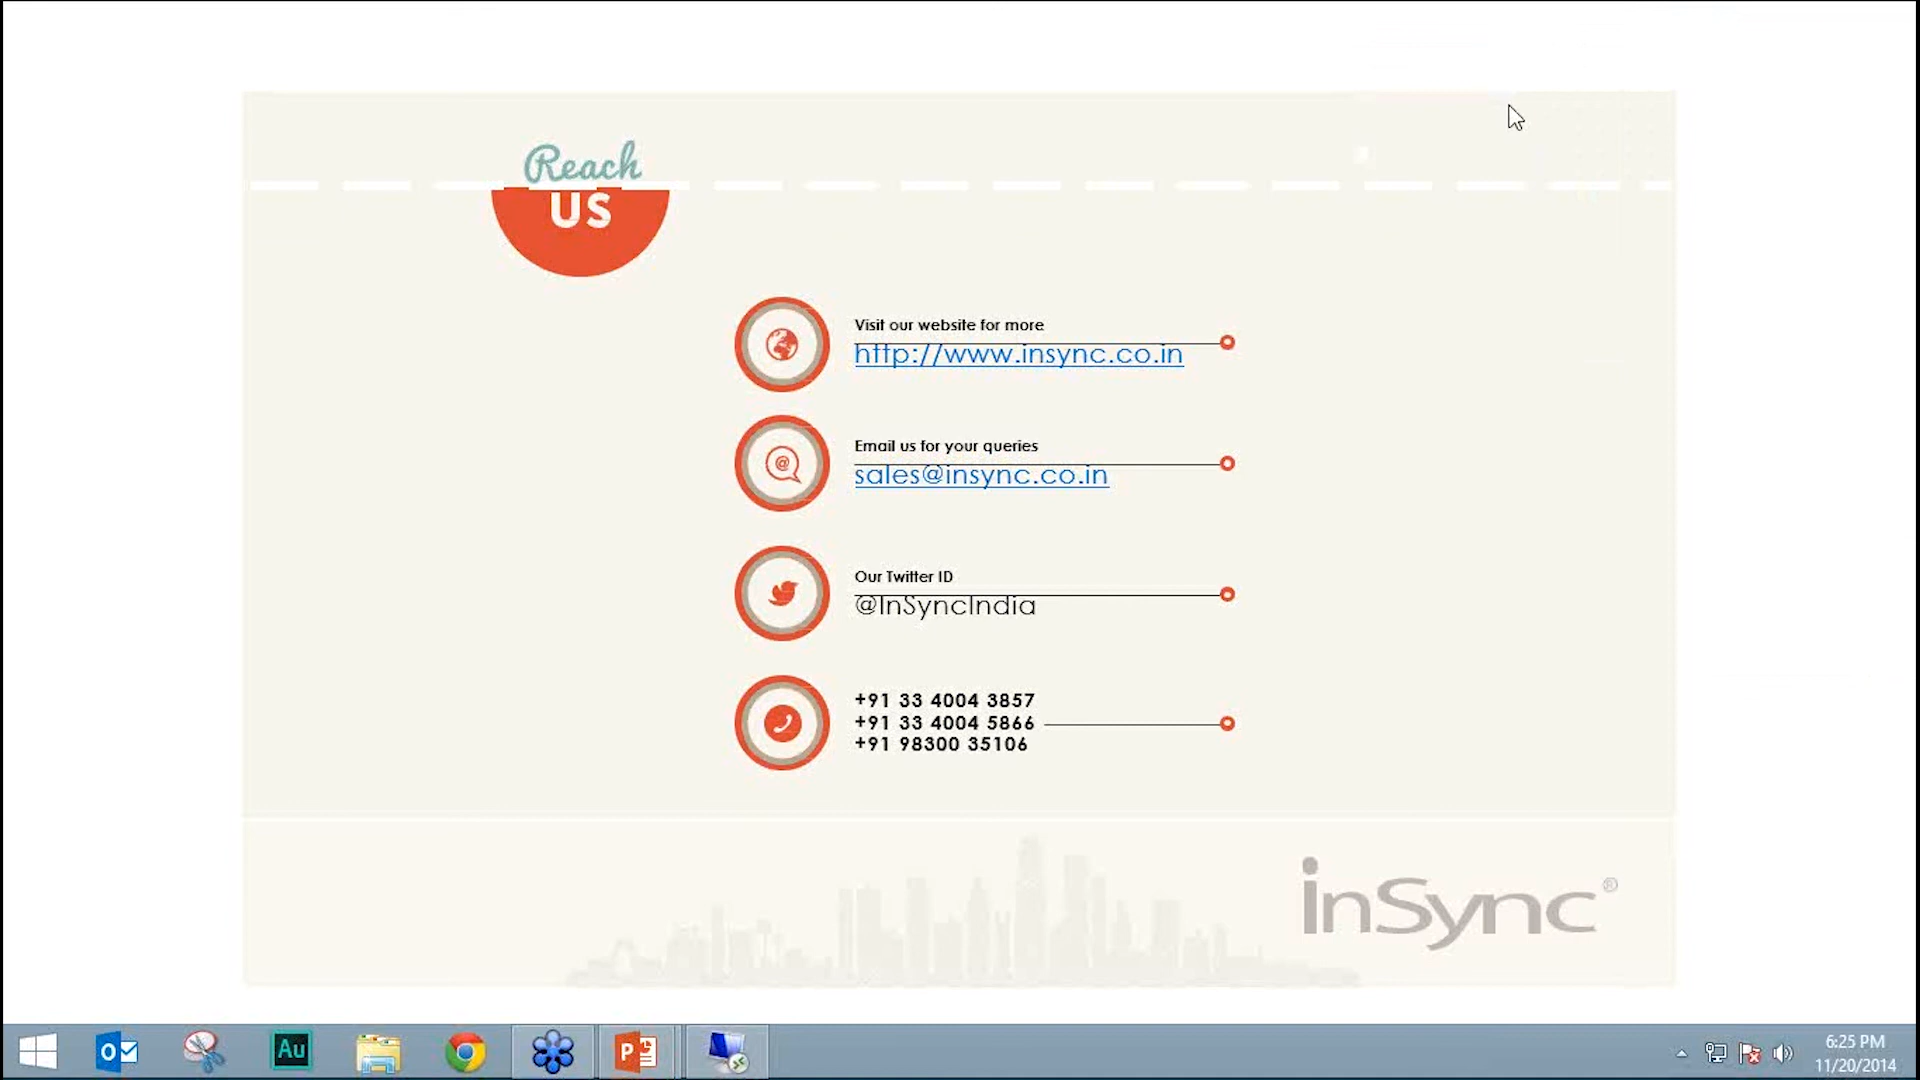 Reach
US
Visit our website for more
http://www.insync.co.in
Email us for your queries
sales@insync.co.in
Our Twitter ID
@InSyncIndia
+91 33 4004 3857
+91 33 4004 5866
+91 98300 35106
inSync®
Au
6:25 PM
11/20/2014